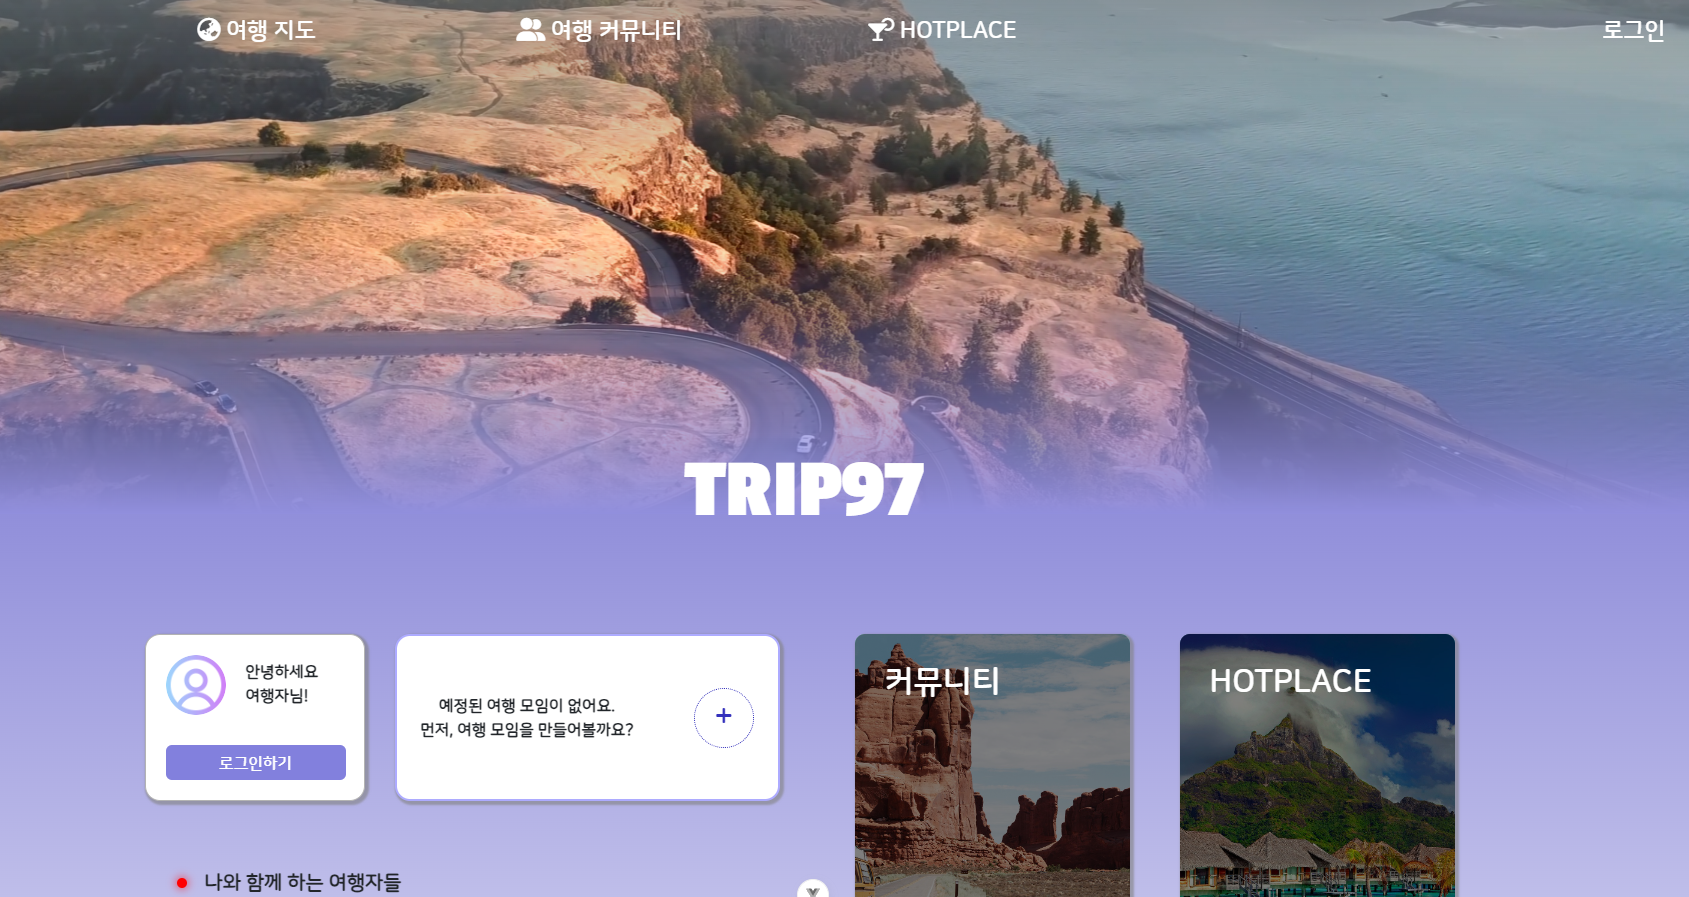 여행 지도
여행 커뮤니티
HOTPLACE
로그인
TRIP97
안녕하세요
여행자님!
로그인하기
예정된 여행 모임이 없어요.
먼저, 여행 모임을 만들어볼까요?
커뮤니티
HOTPLACE
나와 함께 하는 여행자들